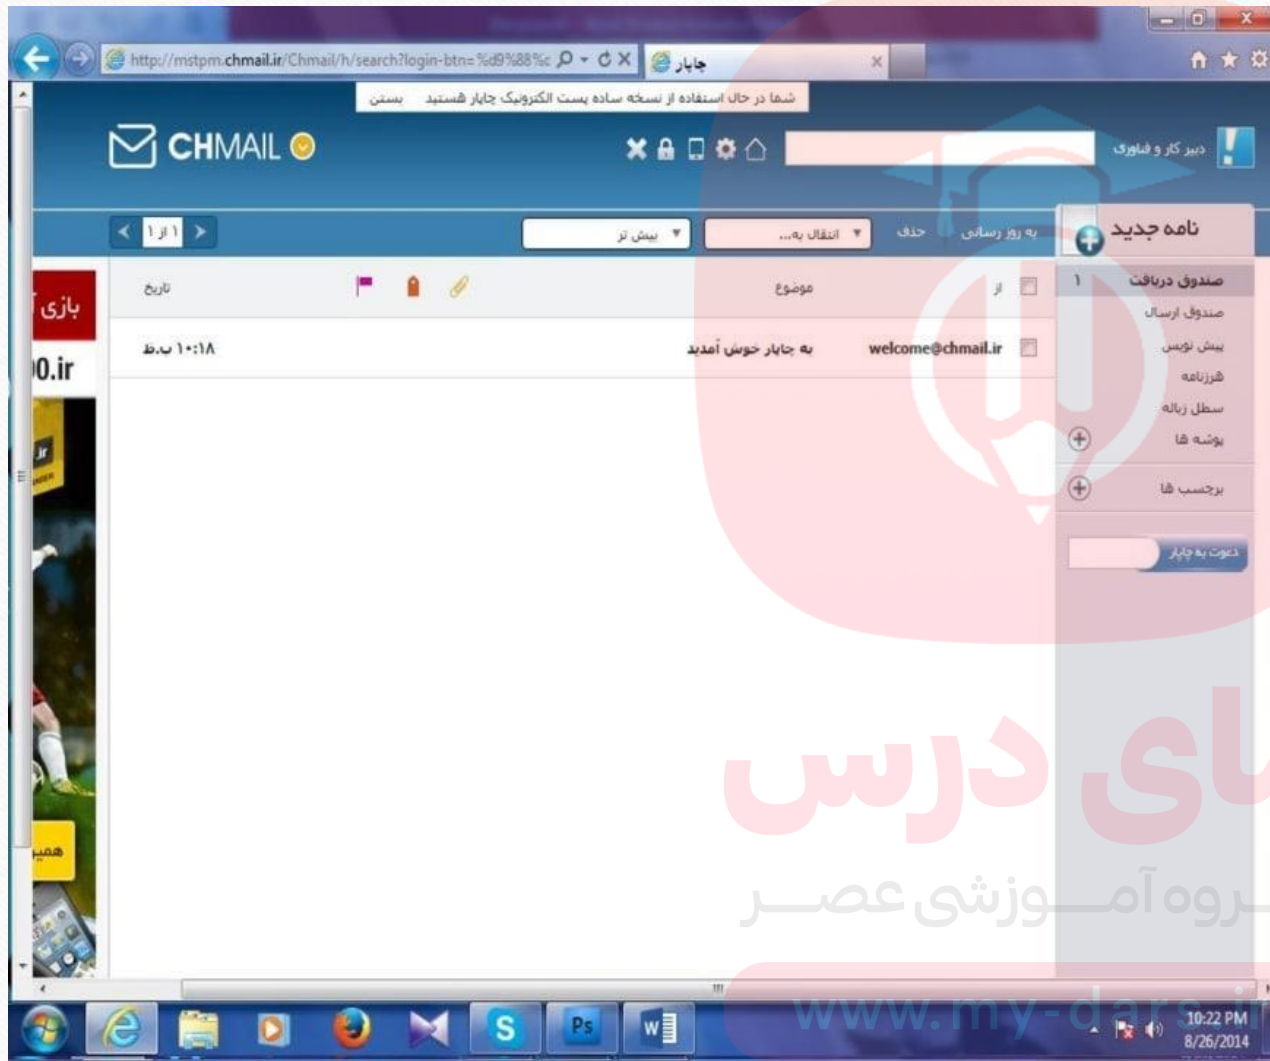 http://mstpm.chmail.ir/Chmail/h/search?login-btn=%d9%88%c
چاپار
شما در حال استفاده از نسخه ساده پست الکترونیک چاپار هستید بستن
CHMAIL
دبیر کار و فناوری
نامه جدید
به روز رسانی
حذف
انتقال به...
بیش تر
۱ از ۱
صندوق دریافت ۱
صندوق ارسال
پیش نویس
هرزنامه
سطل زباله
پوشه ها
برچسب ها
دعوت به چاپار
از
موضوع
تاریخ
welcome@chmail.ir
به چاپار خوش آمدید
۱۰:۱۸ ب.ظ
بازی آ
0.ir
.ir
همیر
ای درس
روه آموزشی عصر
www.my-dars.i
S
Ps
W
10:22 PM
8/26/2014